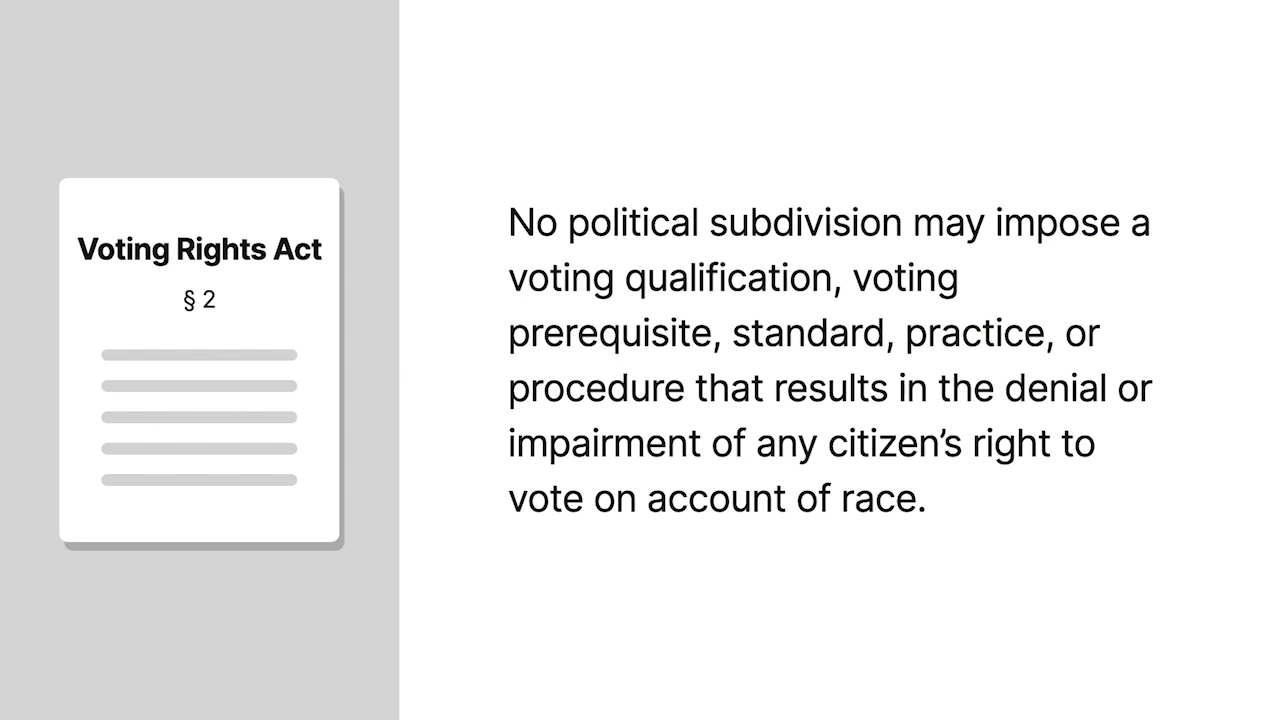 Voting Rights Act
§ 2
No political subdivision may impose a
voting qualification, voting
prerequisite, standard, practice, or
procedure that results in the denial or
impairment of any citizen’s right to
vote on account of race.